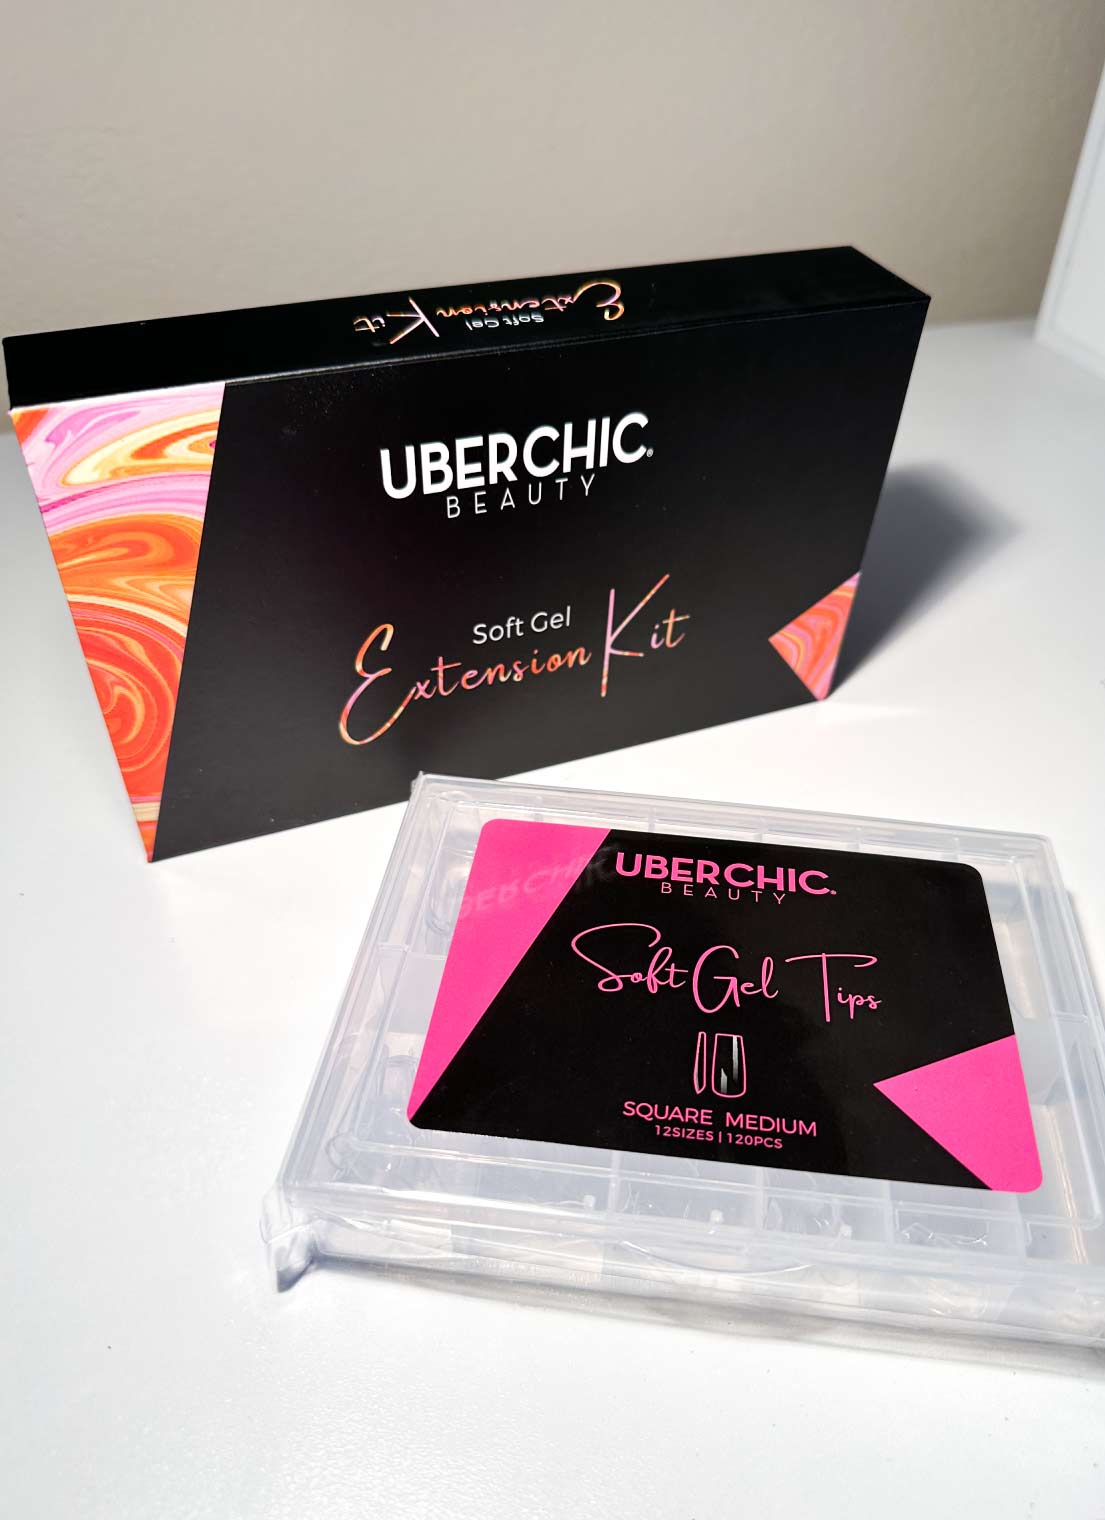 Soft Gel
Extension Kit
UBERCHIC®
BEAUTY
Soft Gel
Extension Kit
UBERCHIC®
BEAUTY
Soft Gel Tips
SQUARE MEDIUM
12SIZES | 120PCS